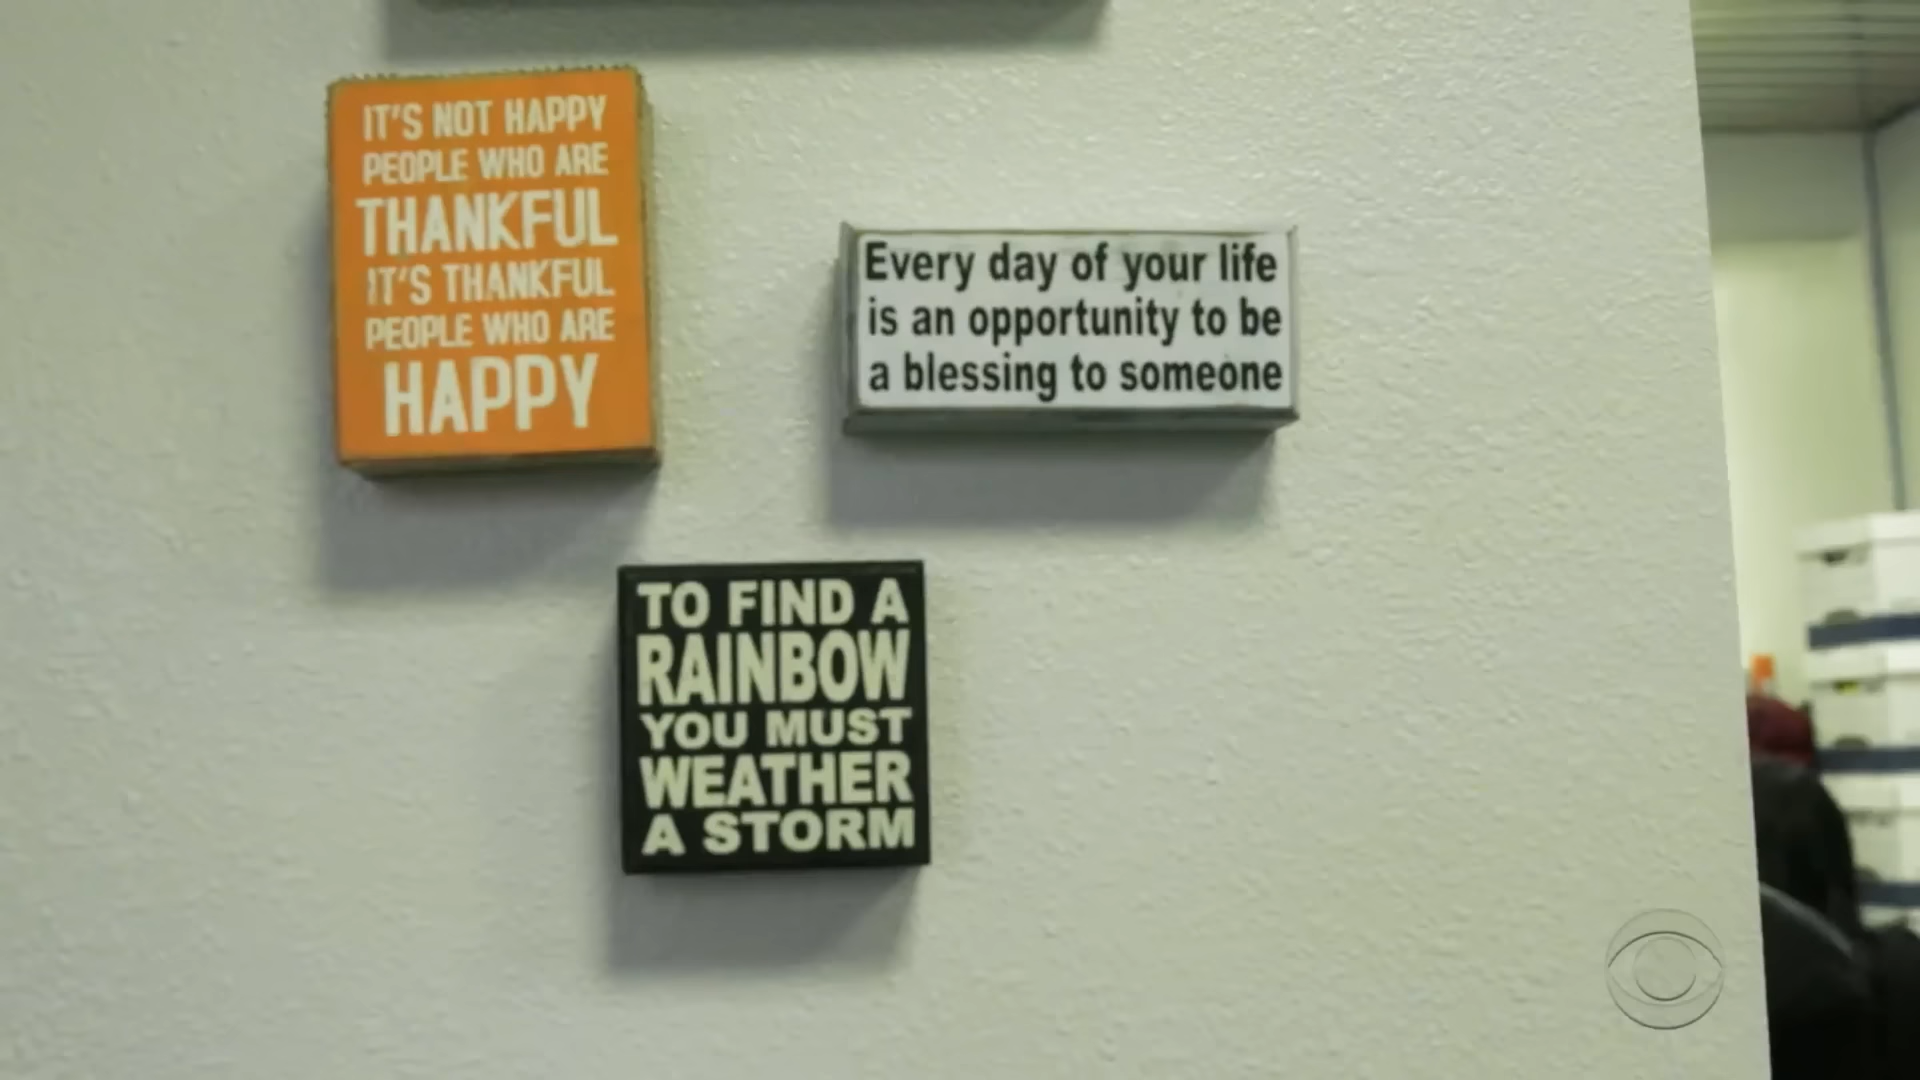 IT'S NOT HAPPY
PEOPLE WHO ARE
THANKFUL
IT'S THANKFUL
PEOPLE WHO ARE
HAPPY
Every day of your life
is an opportunity to be
a blessing to someone
TO FIND A
RAINBOW
YOU MUST
WEATHER
A STORM